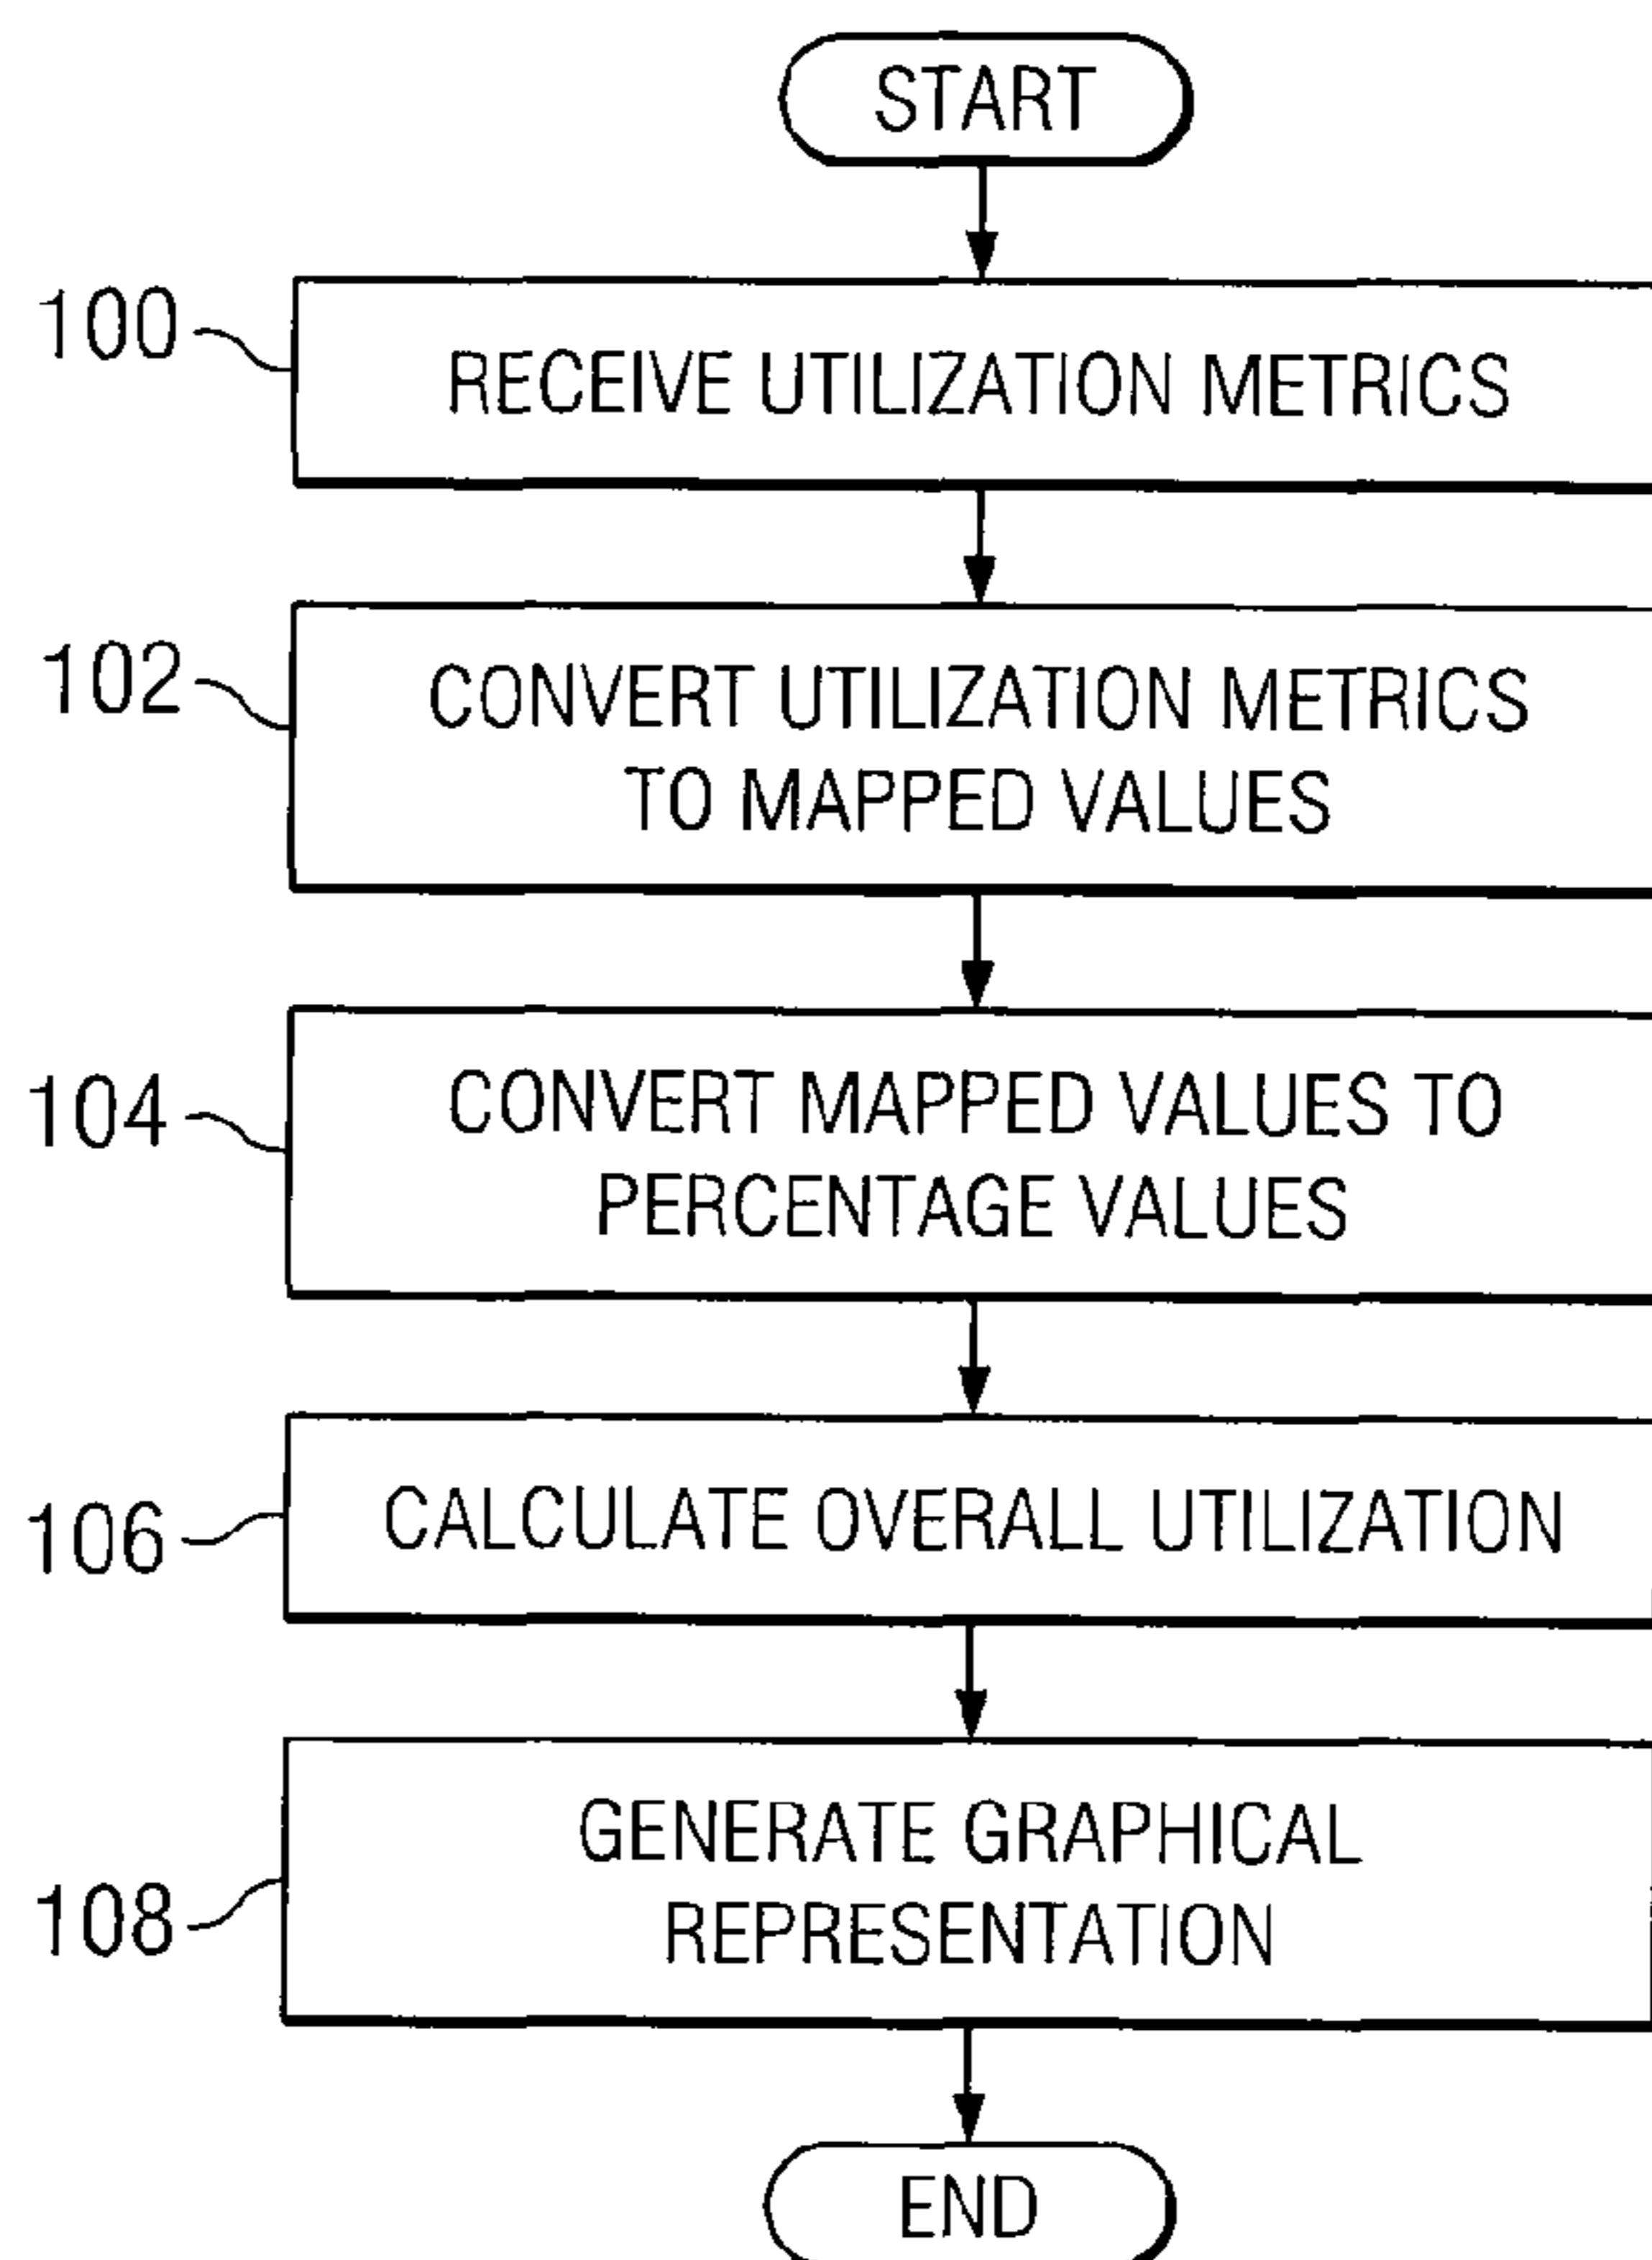 START
100
RECEIVE UTILIZATION METRICS
102
CONVERT UTILIZATION METRICS
TO MAPPED VALUES
104
CONVERT MAPPED VALUES TO
PERCENTAGE VALUES
106
CALCULATE OVERALL UTILIZATION
108
GENERATE GRAPHICAL
REPRESENTATION
END